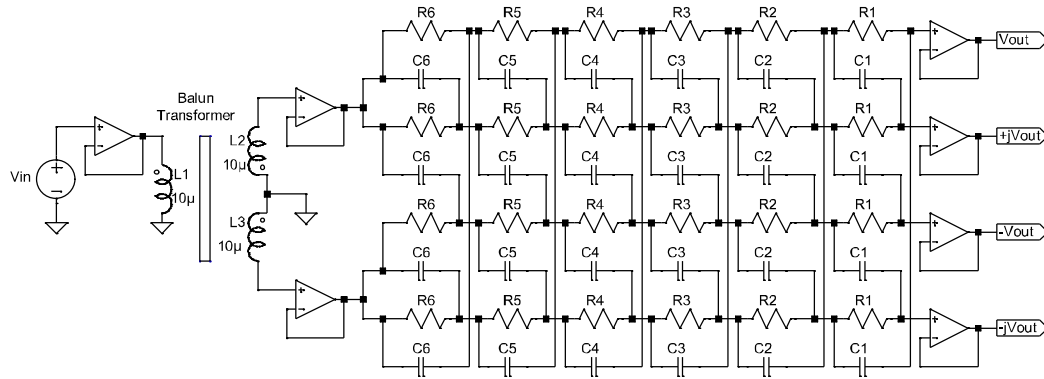 R6 R5 R4 R3 R2 R1
Vout
C6 C5 C4 C3 C2 C1
Balun
Transformer
R6 R5 R4 R3 R2 R1
+jVout
L2
10µ
C6 C5 C4 C3 C2 C1
Vin
L1
10µ
R6 R5 R4 R3 R2 R1
L3
10µ
-Vout
C6 C5 C4 C3 C2 C1
R6 R5 R4 R3 R2 R1
-jVout
C6 C5 C4 C3 C2 C1